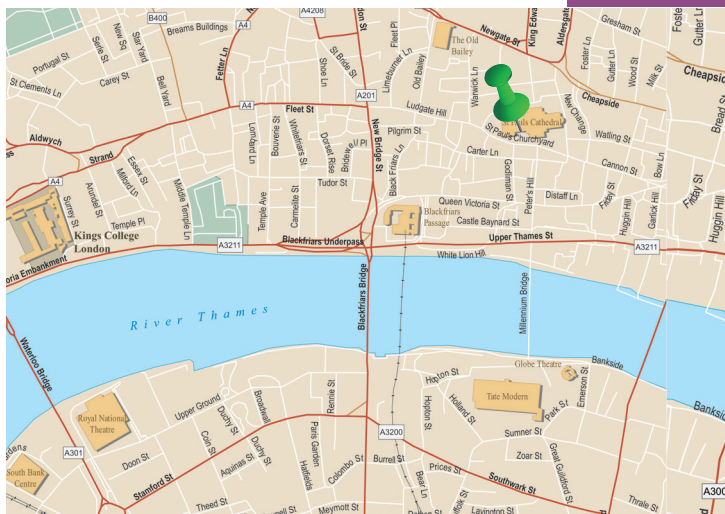 B400
A4
A4208
don St
Breams Buildings
Portugal St
Serle St
New Sq
Star Yard
Carey St
Bell Yard
St Clements Ln
Fetter Ln
Shoe Ln
St Bride St
A201
Fleet Pl
Limeburner Ln
Old Bailey
The Old
Bailey
Newgate St
Warwick Ln
King Edwa
Aldersgate
Gresham St
Foster Ln
Gutter Ln
Wood St
Milk St
Foster
Gutter Ln
Cheapside
Cheapsi
Bread St
A4
Fleet St
Ludgate Hill
Pilgrim St
St Pauls Cathedral
St Paul's Churchyard
New Change
Watling St
Cannon St
Bow Ln
Aldwych
Strand
as
A4
Surrey St
Arundel St
Milford Ln
Essex St
Temple Pl
Middle Temple Ln
Lombard Ln
Bouverie St
Whitefriars St
Dorset Rise
Bridewell Pl
Tudor St
Temple Ave
Carmelite St
New Bridge St
Black Friars Ln
Carter Ln
Godliman St
Peter's Hill
Distaff Ln
Queen Victoria St
Castle Baynard St
Friday St
Huggin Hill
Garlick Hill
Friday St
Huggin Hill
Kings College
London
Blackfriars
Passage
oria Embankment
A3211
Blackfriars Underpass
Upper Thames St
A3211
White Lion Hill
River Thames
Waterloo Bridge
Blackfriars Bridge
Millennium Bridge
Globe Theatre
Bankside
Bankside
Emerson St
Park St
Tate Modern
Hopton St
Hopton St
Holland St
Sumner St
Zoar St
Great Guildford St
Royal National
Theatre
Upper Ground
Broadwall
Rennie St
Duchy St
Coin St
Duchy St
Aquinas St
Doon St
Stamford St
Paris Garden
Hatfields
Colombo St
Burrell St
A3200
Bear Ln
Prices St
Southwark St
Lavington St
Thrale St
A300
A301
South Bank
Centre
Theed St
Meymott St